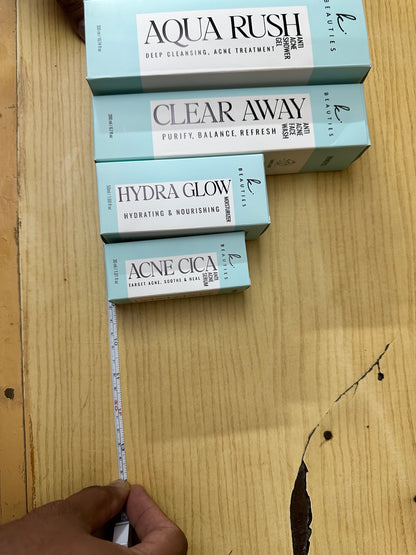 AQUA RUSH
DEEP CLEANSING, ACNE TREATMENT
ANTI
ACNE
SHOWER
GEL
k
BEAUTIES
CLEAR AWAY
PURIFY, BALANCE, REFRESH
ANTI
ACNE
FACE
WASH
k
BEAUTIES
HYDRA GLOW
HYDRATING & NOURISHING
MOISTURIZER
k
BEAUTIES
ACNE CICA
TARGET ACNE, SOOTHE & HEAL
ANTI
ACNE
SERUM
k
BEAUTIES